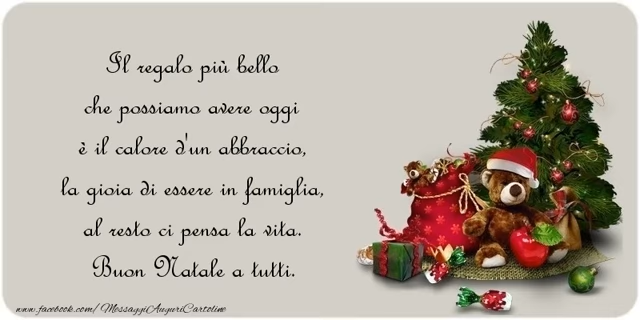 Il regalo più bello
che possiamo avere oggi
è il calore d'un abbraccio,
la gioia di essere in famiglia,
al resto ci pensa la vita.
Buon Natale a tutti.
www.facebook.com/MessaggiAuguriCartoline